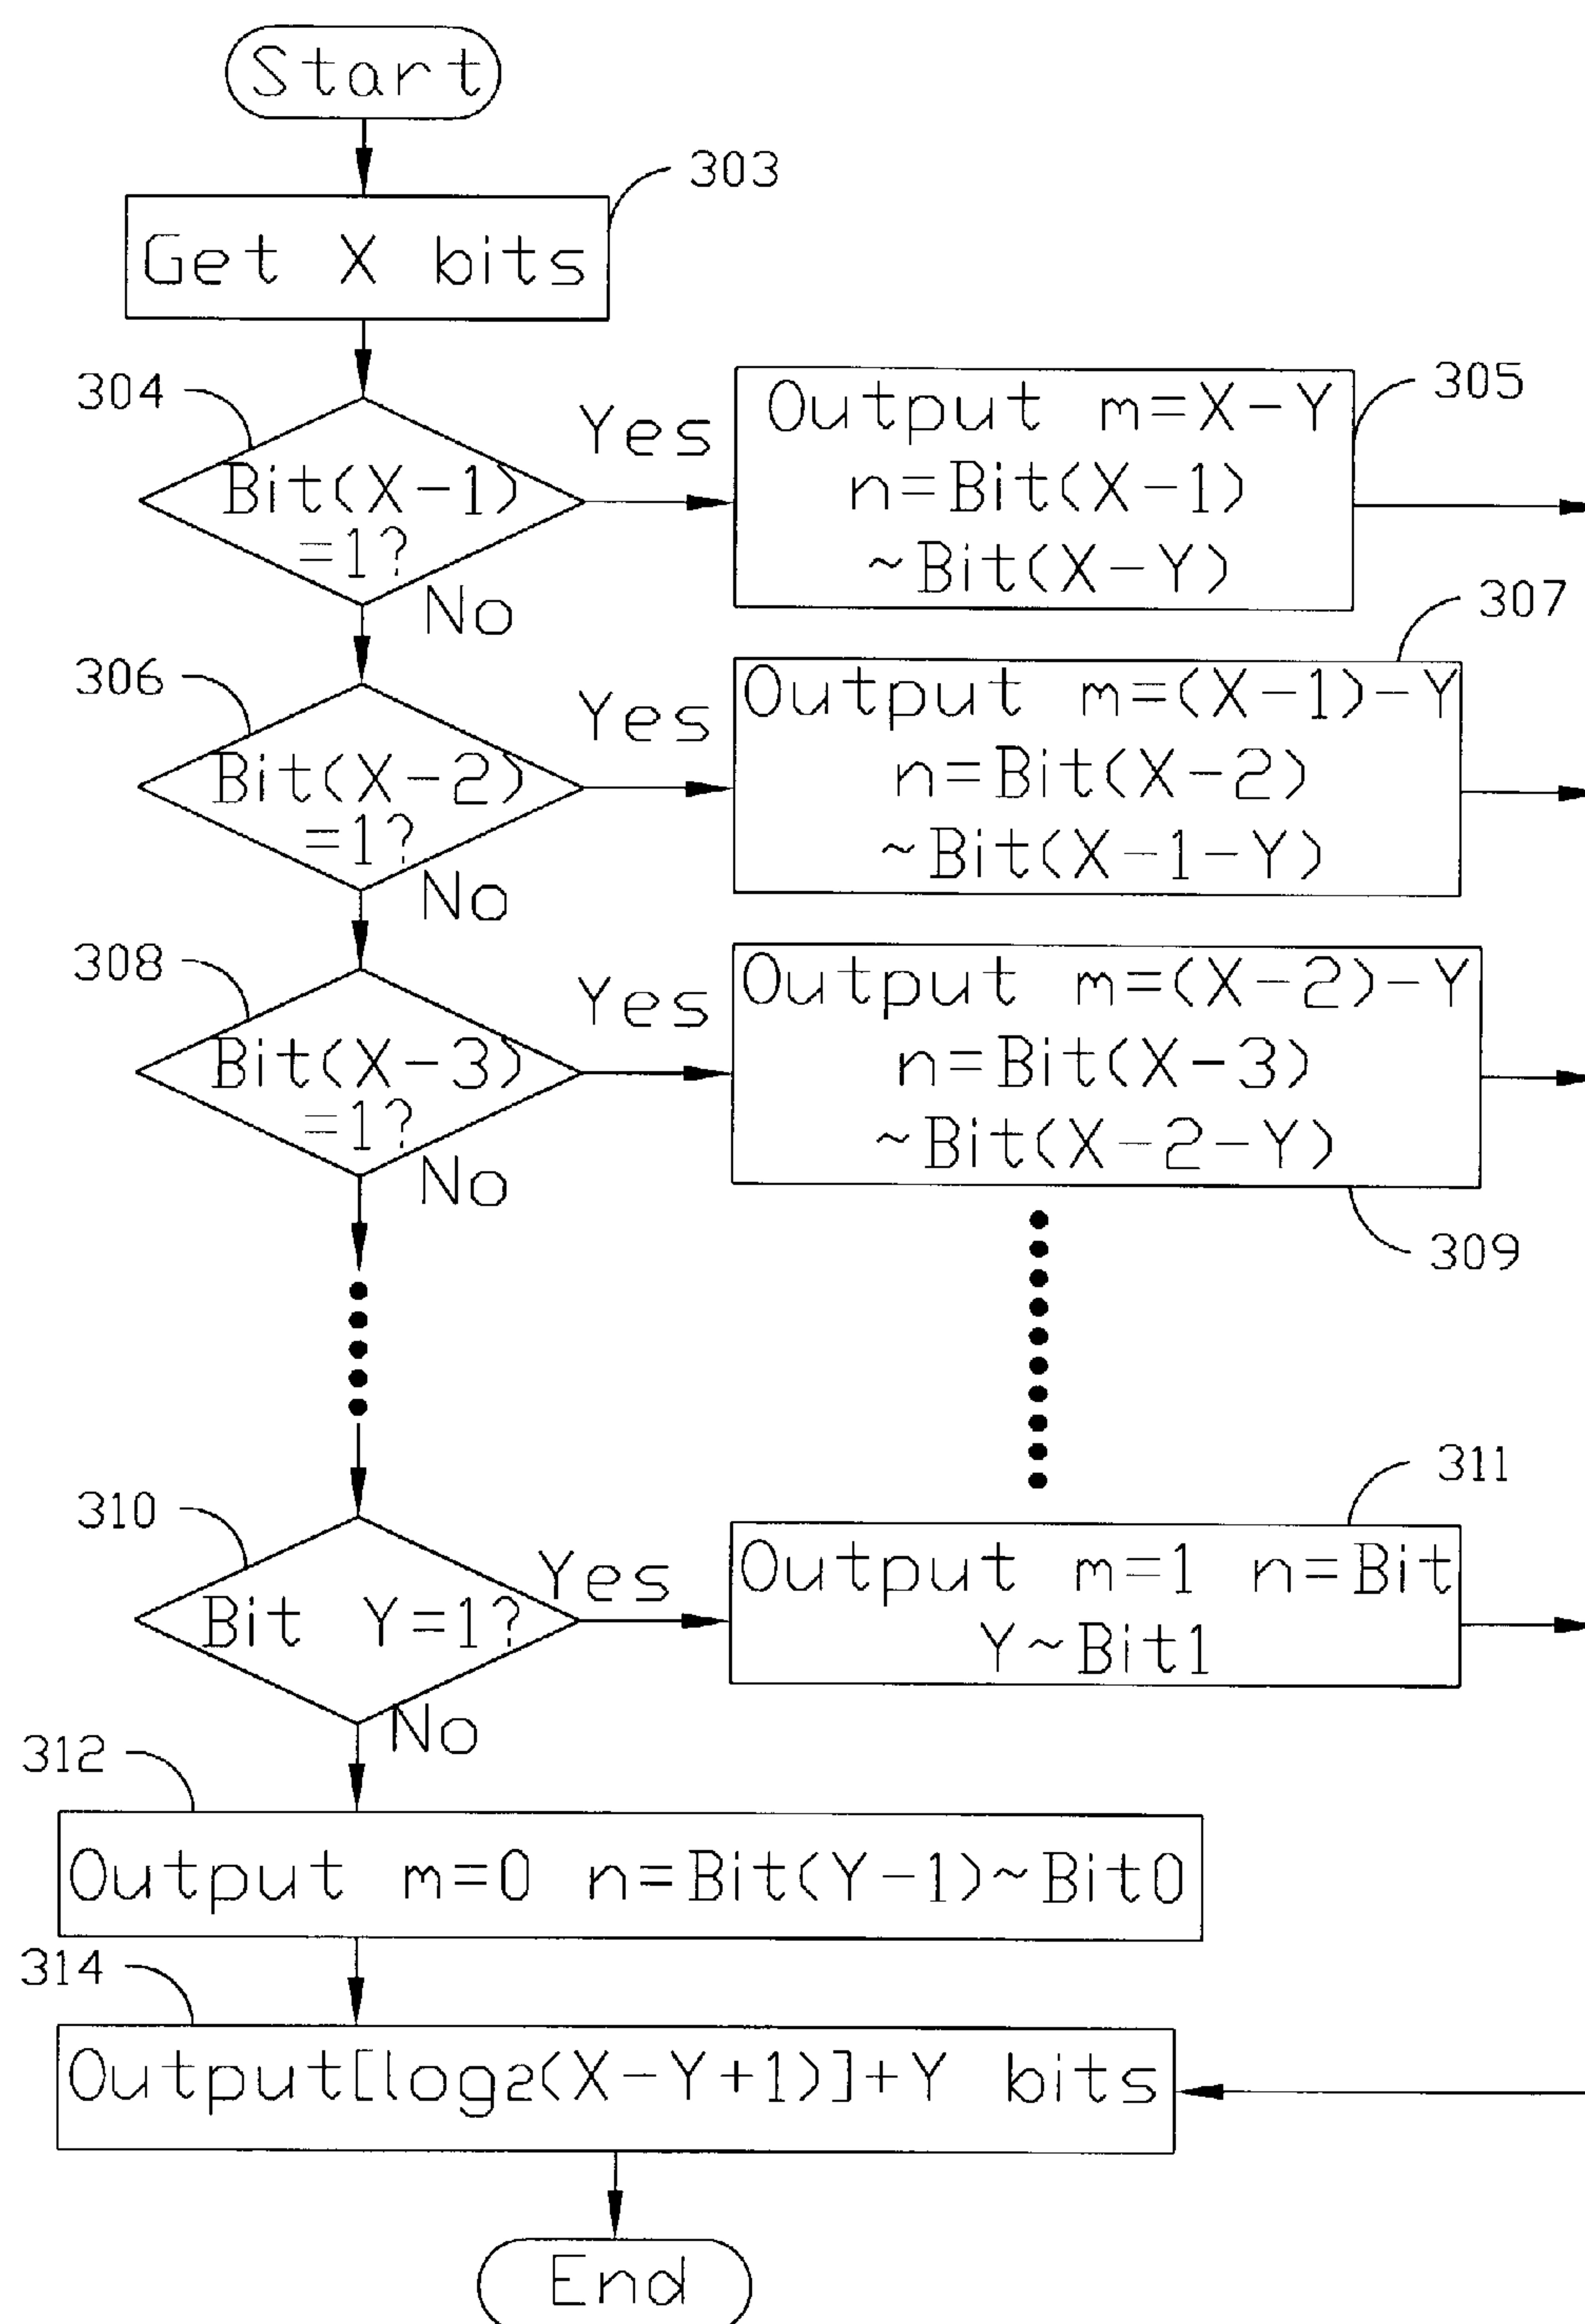 Start
303
Get X bits
304
Bit(X-1)
=1?
Yes
Output m=X-Y
n=Bit(X-1)
~Bit(X-Y)
305
No
306
Bit(X-2)
=1?
Yes
Output m=(X-1)-Y
n=Bit(X-2)
~Bit(X-1-Y)
307
No
308
Bit(X-3)
=1?
Yes
Output m=(X-2)-Y
n=Bit(X-3)
~Bit(X-2-Y)
309
No
310
Bit Y=1?
Yes
Output m=1 n=Bit
Y~Bit1
311
No
312
Output m=0 n=Bit(Y-1)~Bit0
314
Output[log2(X-Y+1)]+Y bits
End